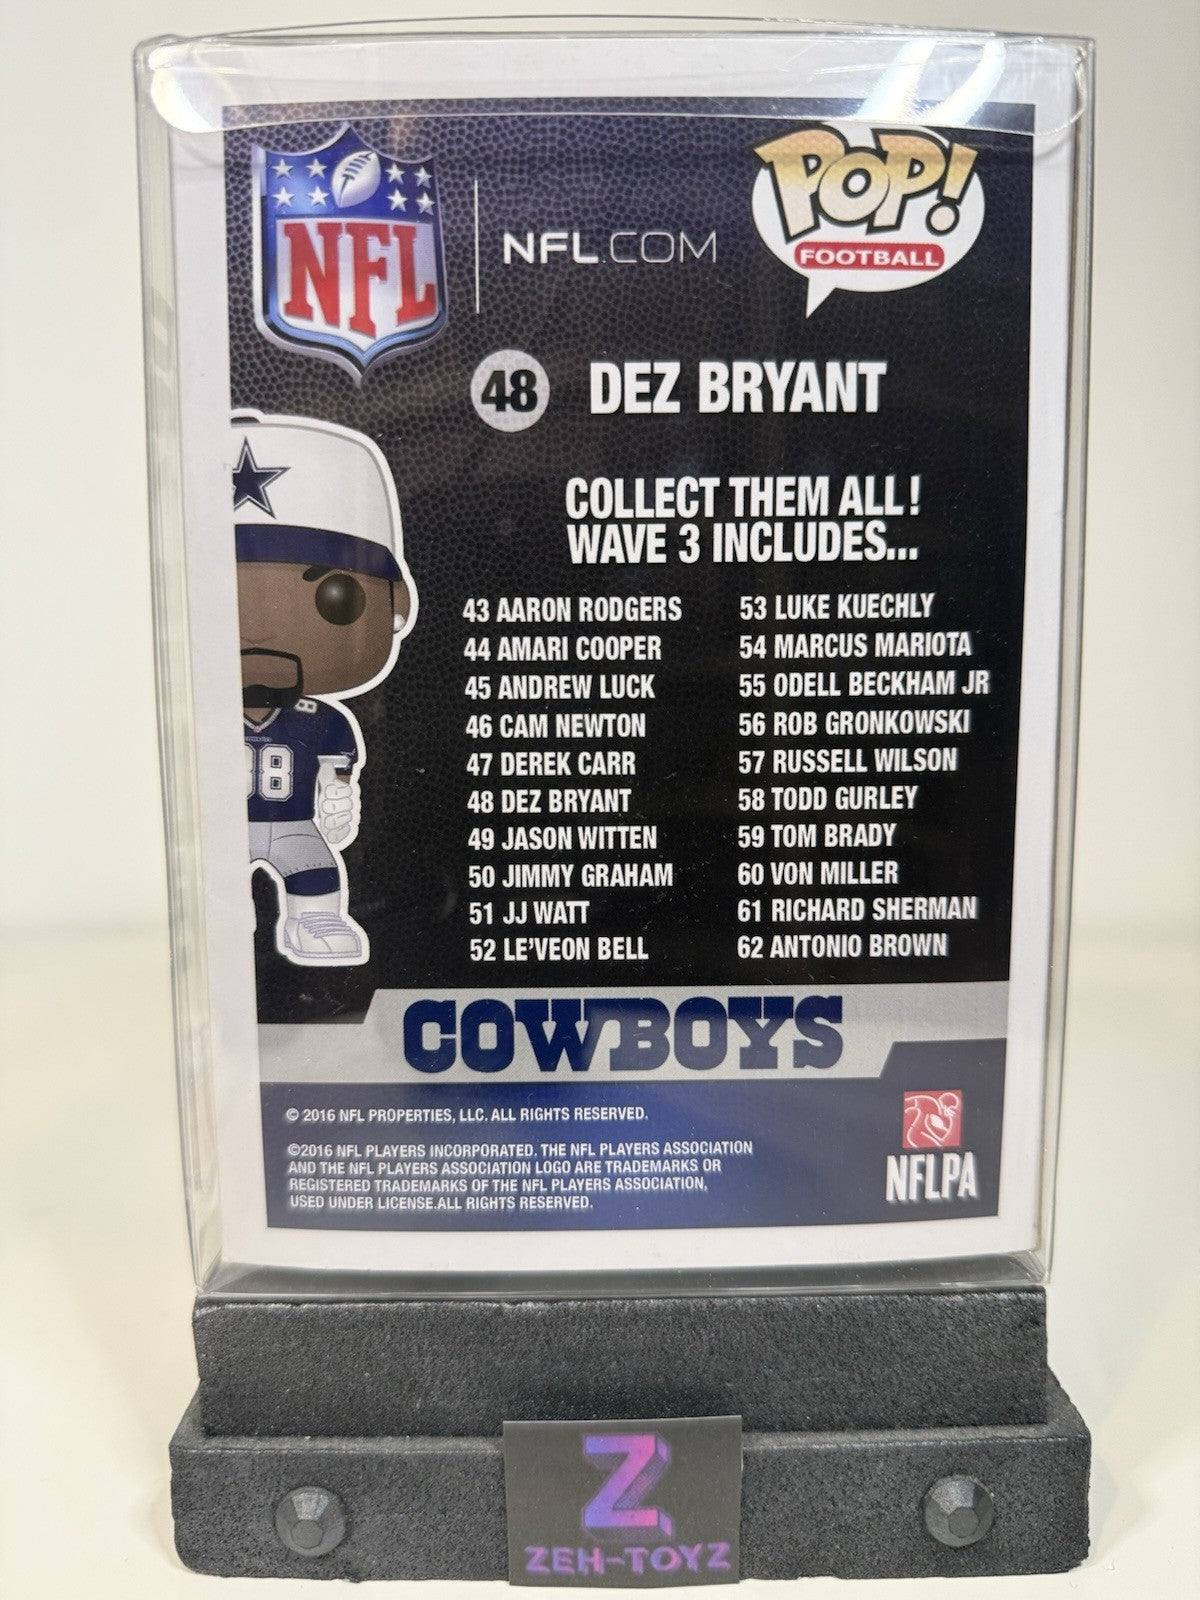 NFL
NFL.COM
POP!
FOOTBALL
48 DEZ BRYANT
COLLECT THEM ALL!
WAVE 3 INCLUDES...
43 AARON RODGERS
44 AMARI COOPER
45 ANDREW LUCK
46 CAM NEWTON
47 DEREK CARR
48 DEZ BRYANT
49 JASON WITTEN
50 JIMMY GRAHAM
51 JJ WATT
52 LE'VEON BELL
53 LUKE KUECHLY
54 MARCUS MARIOTA
55 ODELL BECKHAM JR
56 ROB GRONKOWSKI
57 RUSSELL WILSON
58 TODD GURLEY
59 TOM BRADY
60 VON MILLER
61 RICHARD SHERMAN
62 ANTONIO BROWN
88
88
COWBOYS
© 2016 NFL PROPERTIES, LLC. ALL RIGHTS RESERVED.
©2016 NFL PLAYERS INCORPORATED. THE NFL PLAYERS ASSOCIATION
AND THE NFL PLAYERS ASSOCIATION LOGO ARE TRADEMARKS OR
REGISTERED TRADEMARKS OF THE NFL PLAYERS ASSOCIATION,
USED UNDER LICENSE.ALL RIGHTS RESERVED.
NFLPA
Z
ZEH-TOYZ